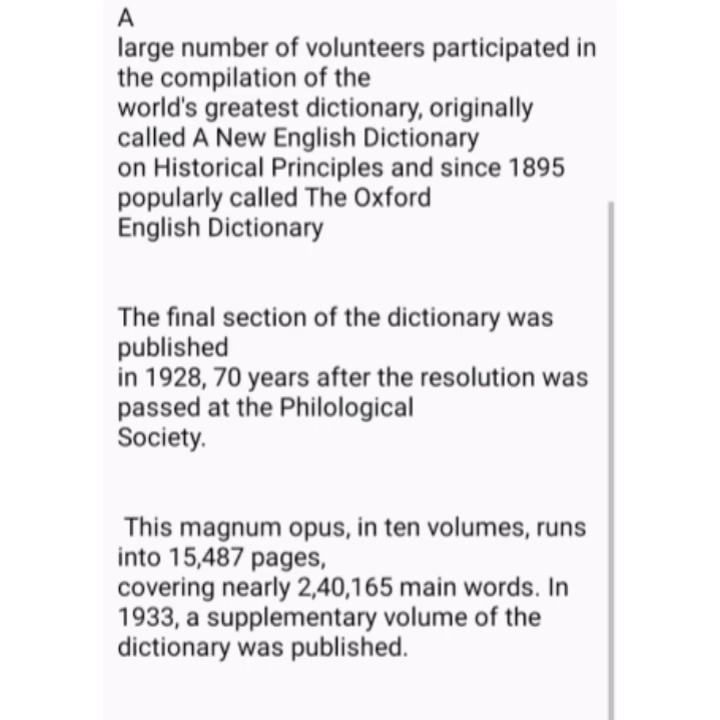 A
large number of volunteers participated in
the compilation of the
world's greatest dictionary, originally
called A New English Dictionary
on Historical Principles and since 1895
popularly called The Oxford
English Dictionary
The final section of the dictionary was
published
in 1928, 70 years after the resolution was
passed at the Philological
Society.
This magnum opus, in ten volumes, runs
into 15,487 pages,
covering nearly 2,40,165 main words. In
1933, a supplementary volume of the
dictionary was published.